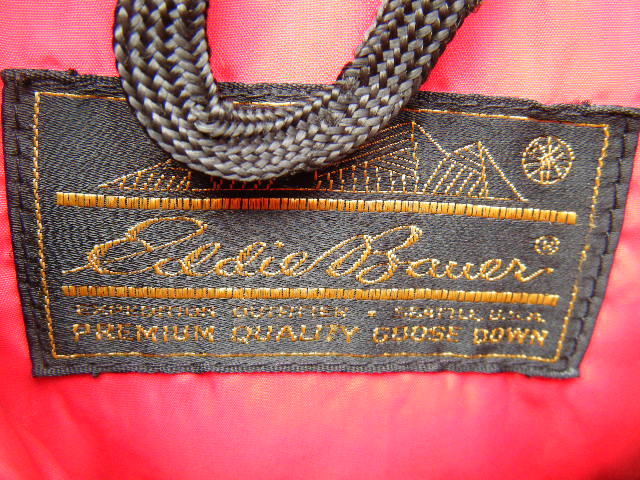 Eddie Bauer ®
EXPEDITION OUTFITTER • SEATTLE, U.S.A.
PREMIUM QUALITY GOOSE DOWN